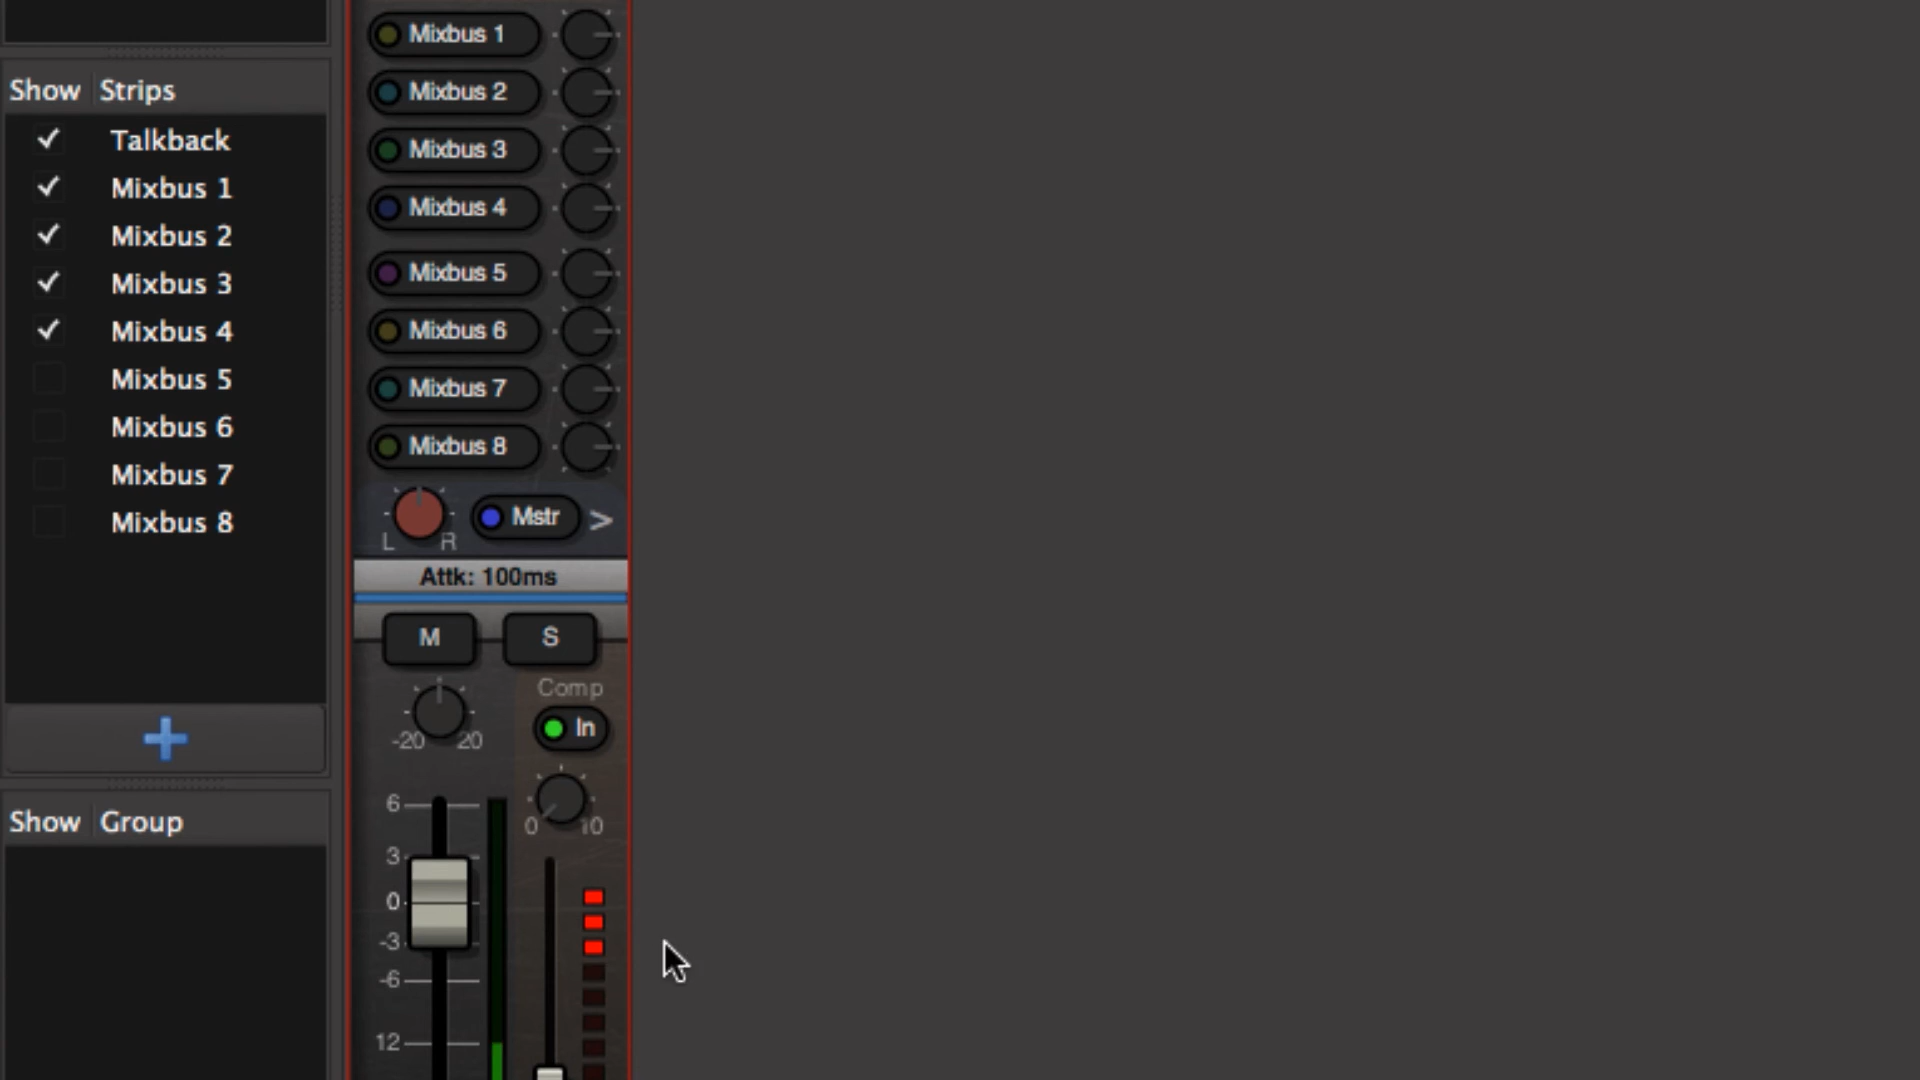 Show Strips
Talkback
Mixbus 1
Mixbus 2
Mixbus 3
Mixbus 4
Mixbus 5
Mixbus 6
Mixbus 7
Mixbus 8
Show Group
Mixbus 1
Mixbus 2
Mixbus 3
Mixbus 4
Mixbus 5
Mixbus 6
Mixbus 7
Mixbus 8
L R Mstr >
Attk: 100ms
M S
Comp
In
-20 20
0 10
6
3
0
-3
-6
12